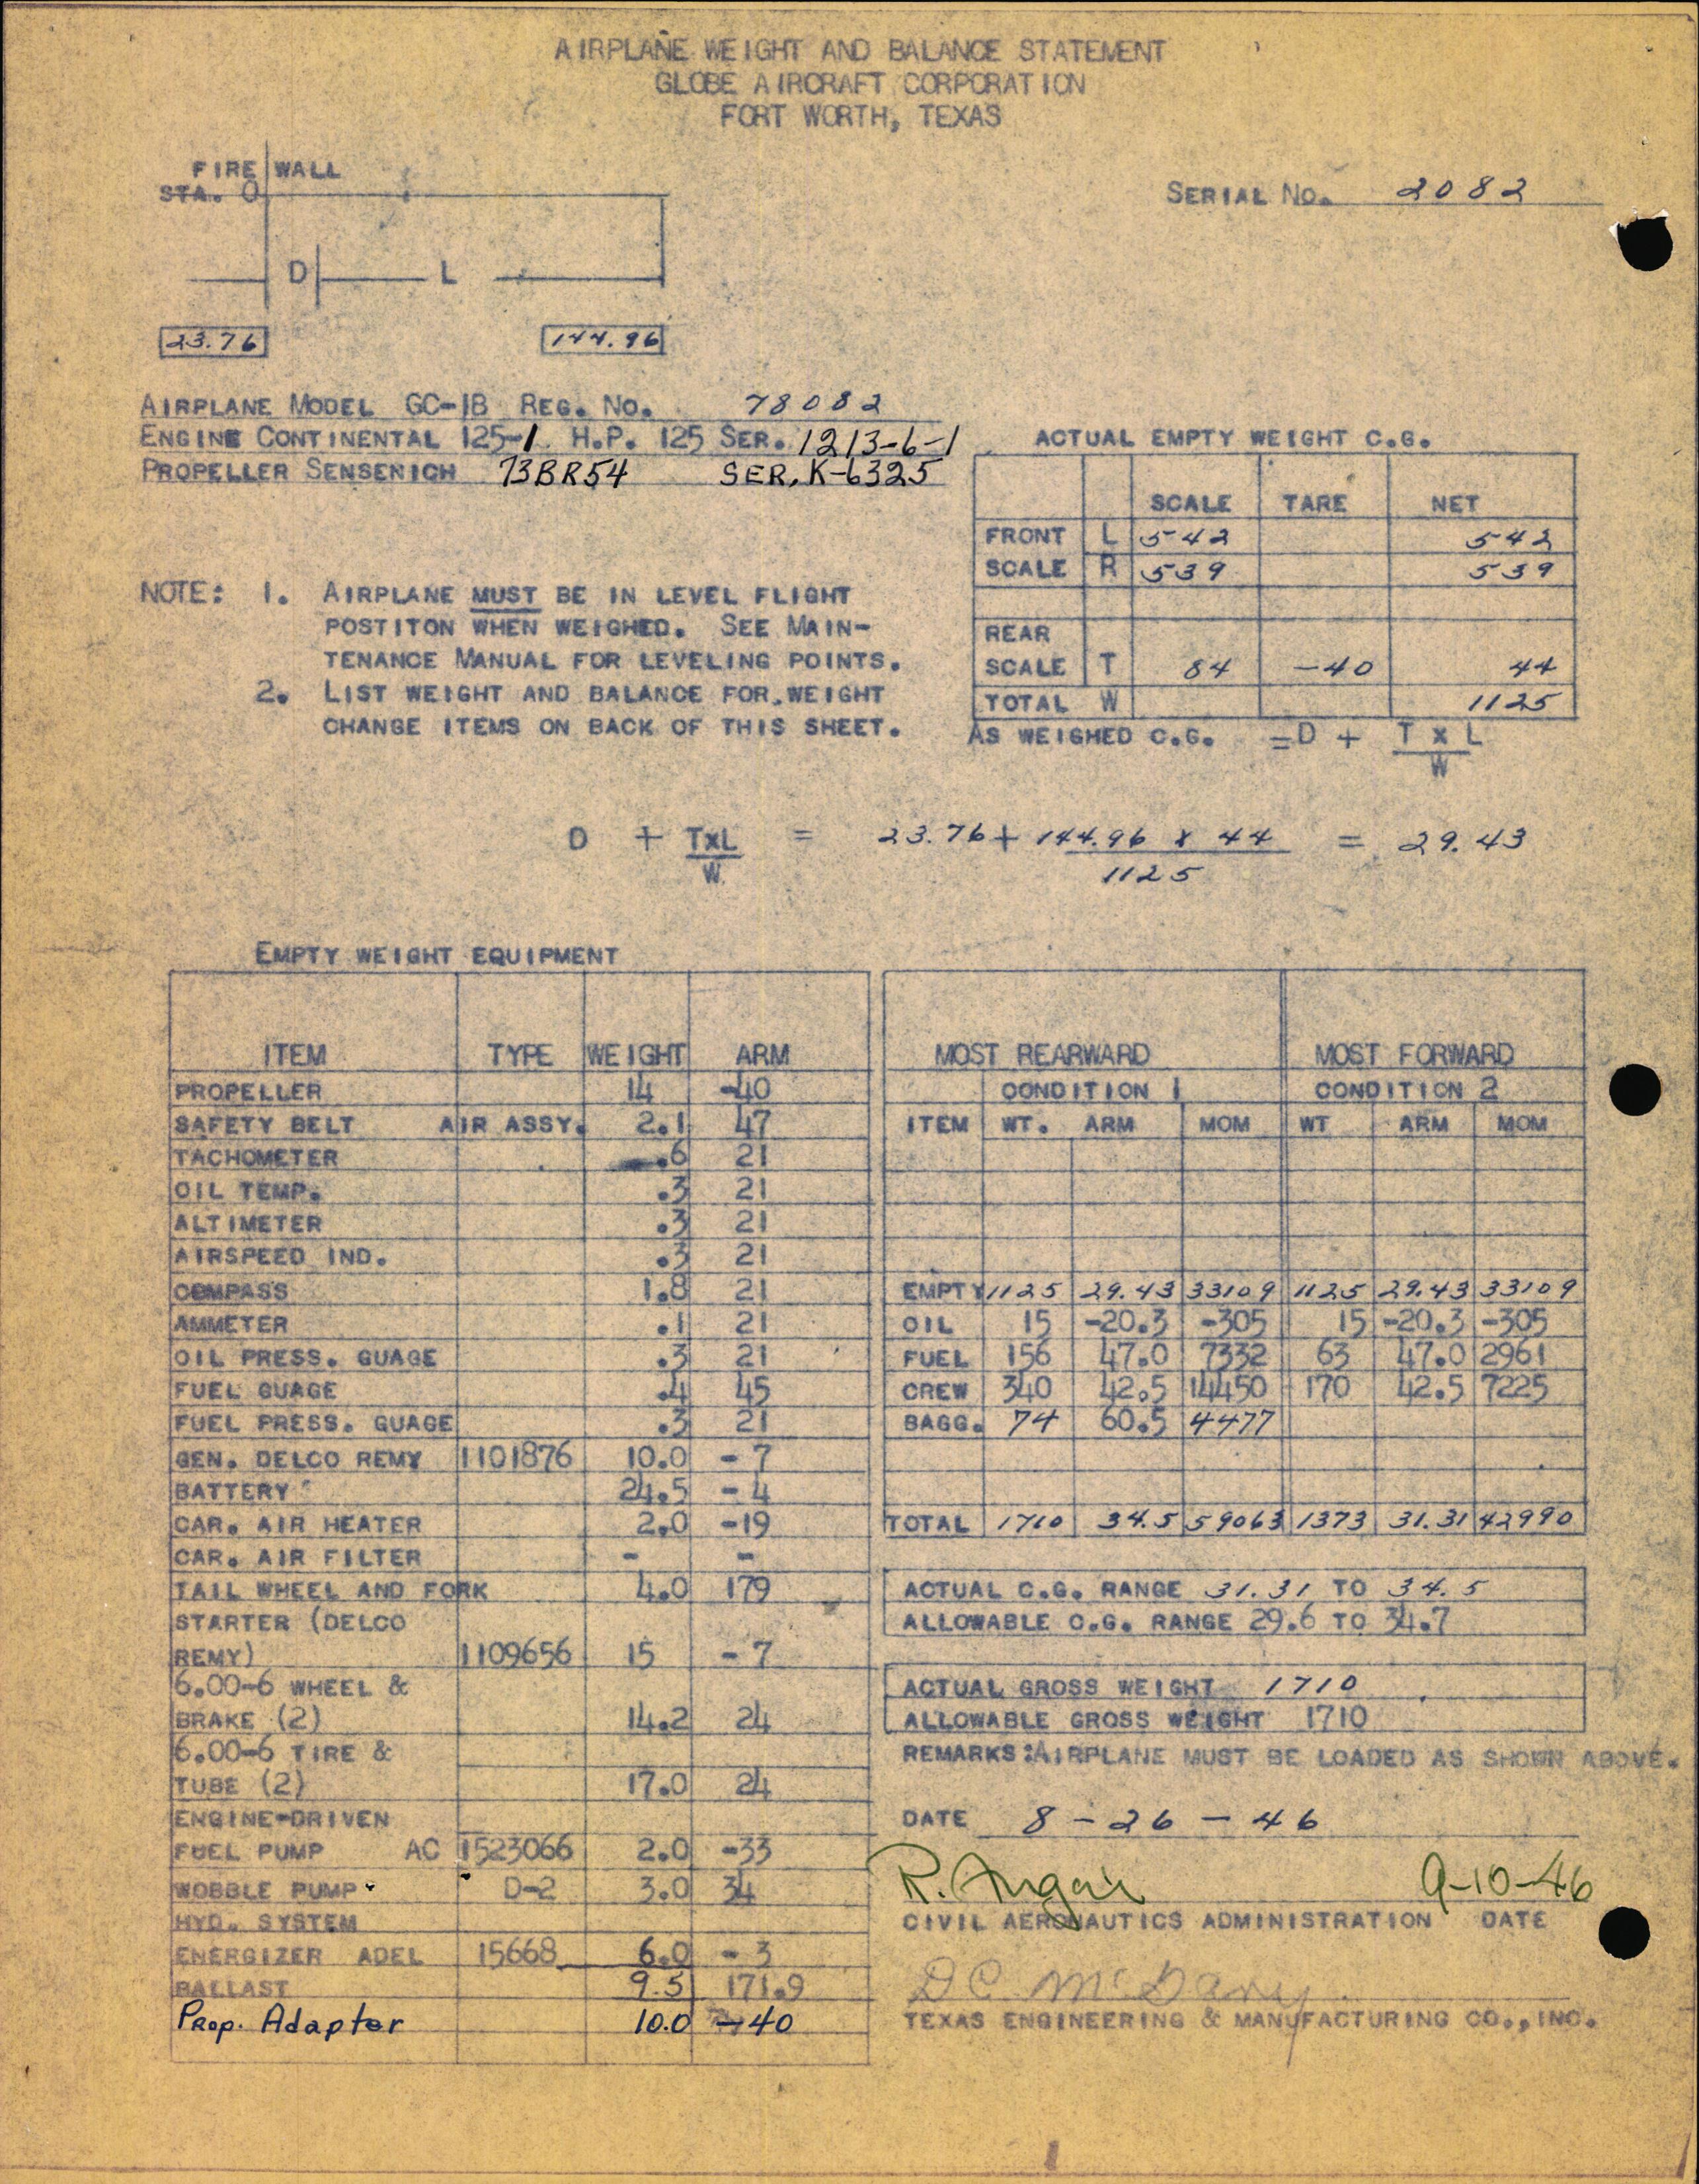 AIRPLANE WEIGHT AND BALANCE STATEMENT
GLOBE AIRCRAFT CORPORATION
FORT WORTH, TEXAS
FIRE WALL
STA. 0
SERIAL NO. 2082
D L
23.76 144.96
AIRPLANE MODEL GC-1B REG. NO. 78082
ENGINE CONTINENTAL 125-1 H.P. 125 SER. 1213-6-1
PROPELLER SENSENICH 73BR54 SER. K-6325
ACTUAL EMPTY WEIGHT C.G.
SCALE TARE NET
FRONT L 542 542
SCALE R 539 539
REAR
SCALE T 84 -40 44
TOTAL W 1125
AS WEIGHED C.G. = D + T X L
W
NOTE: 1. AIRPLANE MUST BE IN LEVEL FLIGHT
POSTITON WHEN WEIGHED. SEE MAIN-
TENANCE MANUAL FOR LEVELING POINTS.
2. LIST WEIGHT AND BALANCE FOR WEIGHT
CHANGE ITEMS ON BACK OF THIS SHEET.
D + TXL = 23.76 + 144.96 X 44 = 29.43
W 1125
EMPTY WEIGHT EQUIPMENT
ITEM TYPE WEIGHT ARM
PROPELLER 14 -40
SAFETY BELT AIR ASSY. 2.1 47
TACHOMETER .6 21
OIL TEMP. .3 21
ALTIMETER .3 21
AIRSPEED IND. .3 21
COMPASS 1.8 21
AMMETER .1 21
OIL PRESS. GUAGE .3 21
FUEL GUAGE .4 45
FUEL PRESS. GUAGE .3 21
GEN. DELCO REMY 1101876 10.0 - 7
BATTERY 24.5 - 4
CAR. AIR HEATER 2.0 -19
CAR. AIR FILTER - -
TAIL WHEEL AND FORK 4.0 179
STARTER (DELCO
REMY) 1109656 15 - 7
6.00-6 WHEEL &
BRAKE (2) 14.2 24
6.00-6 TIRE &
TUBE (2) 17.0 24
ENGINE-DRIVEN
FUEL PUMP AC 1523066 2.0 -33
WOBBLE PUMP D-2 3.0 34
HYD. SYSTEM
ENERGIZER ADEL 15668 6.0 - 3
BALLAST 9.5 171.9
Prop. Adapter 10.0 -40
MOST REARWARD MOST FORWARD
CONDITION 1 CONDITION 2
ITEM WT. ARM MOM WT ARM MOM
EMPTY 1125 29.43 33109 1125 29.43 33109
OIL 15 -20.3 -305 15 -20.3 -305
FUEL 156 47.0 7332 63 47.0 2961
CREW 340 42.5 14450 170 42.5 7225
BAGG. 74 60.5 4477
TOTAL 1710 34.5 59063 1373 31.31 42990
ACTUAL C.G. RANGE 31.31 TO 34.5
ALLOWABLE C.G. RANGE 29.6 TO 34.7
ACTUAL GROSS WEIGHT 1710
ALLOWABLE GROSS WEIGHT 1710
REMARKS: AIRPLANE MUST BE LOADED AS SHOWN ABOVE.
DATE 8-26-46
R. 9-10-46
CIVIL AERONAUTICS ADMINISTRATION DATE
DC
TEXAS ENGINEERING & MANUFACTURING CO., INC.